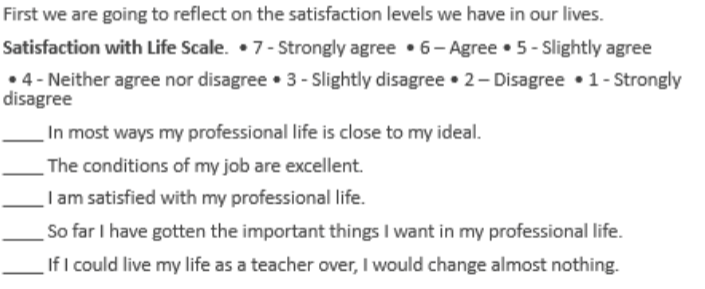 First we are going to reflect on the satisfaction levels we have in our lives.
Satisfaction with Life Scale. • 7 - Strongly agree • 6 – Agree • 5 - Slightly agree
• 4 - Neither agree nor disagree • 3 - Slightly disagree • 2 – Disagree • 1 - Strongly
disagree
____ In most ways my professional life is close to my ideal.
____ The conditions of my job are excellent.
____ I am satisfied with my professional life.
____ So far I have gotten the important things I want in my professional life.
____ If I could live my life as a teacher over, I would change almost nothing.